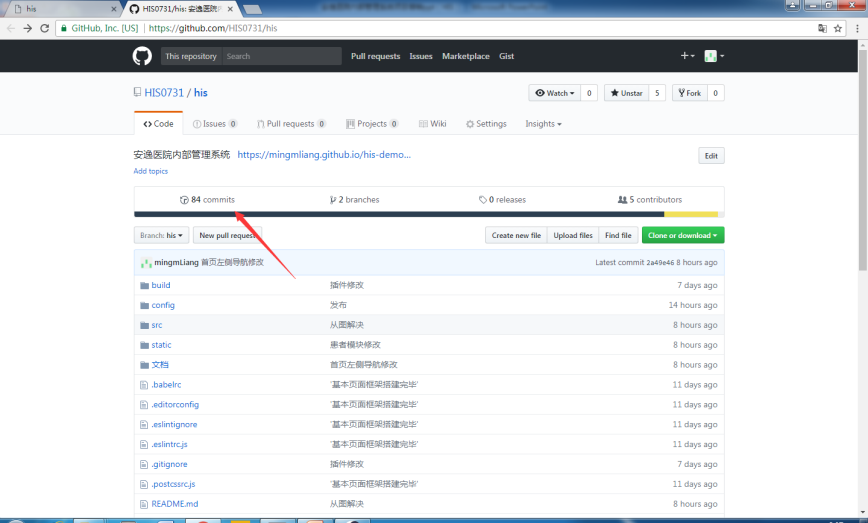 his
HIS0731/his: 安逸医院内
GitHub, Inc. [US] https://github.com/HIS0731/his
This repository Search Pull requests Issues Marketplace Gist
HIS0731 / his Watch 0 Unstar 5 Fork 0
Code Issues 0 Pull requests 0 Projects 0 Wiki Settings Insights
安逸医院内部管理系统 https://mingmliang.github.io/his-demo... Edit
Add topics
84 commits 2 branches 0 releases 5 contributors
Branch: his New pull request Create new file Upload files Find file Clone or download
mingmLiang 首页左侧导航修改 Latest commit 2a49e46 8 hours ago
build 插件修改 7 days ago
config 发布 14 hours ago
src 从图解决 8 hours ago
static 患者模块修改 8 hours ago
文档 首页左侧导航修改 8 hours ago
.babelrc '基本页面框架搭建完毕' 11 days ago
.editorconfig '基本页面框架搭建完毕' 11 days ago
.eslintignore '基本页面框架搭建完毕' 11 days ago
.eslintrc.js '基本页面框架搭建完毕' 11 days ago
.gitignore 插件修改 7 days ago
.postcssrc.js '基本页面框架搭建完毕' 11 days ago
README.md 从图解决 8 hours ago